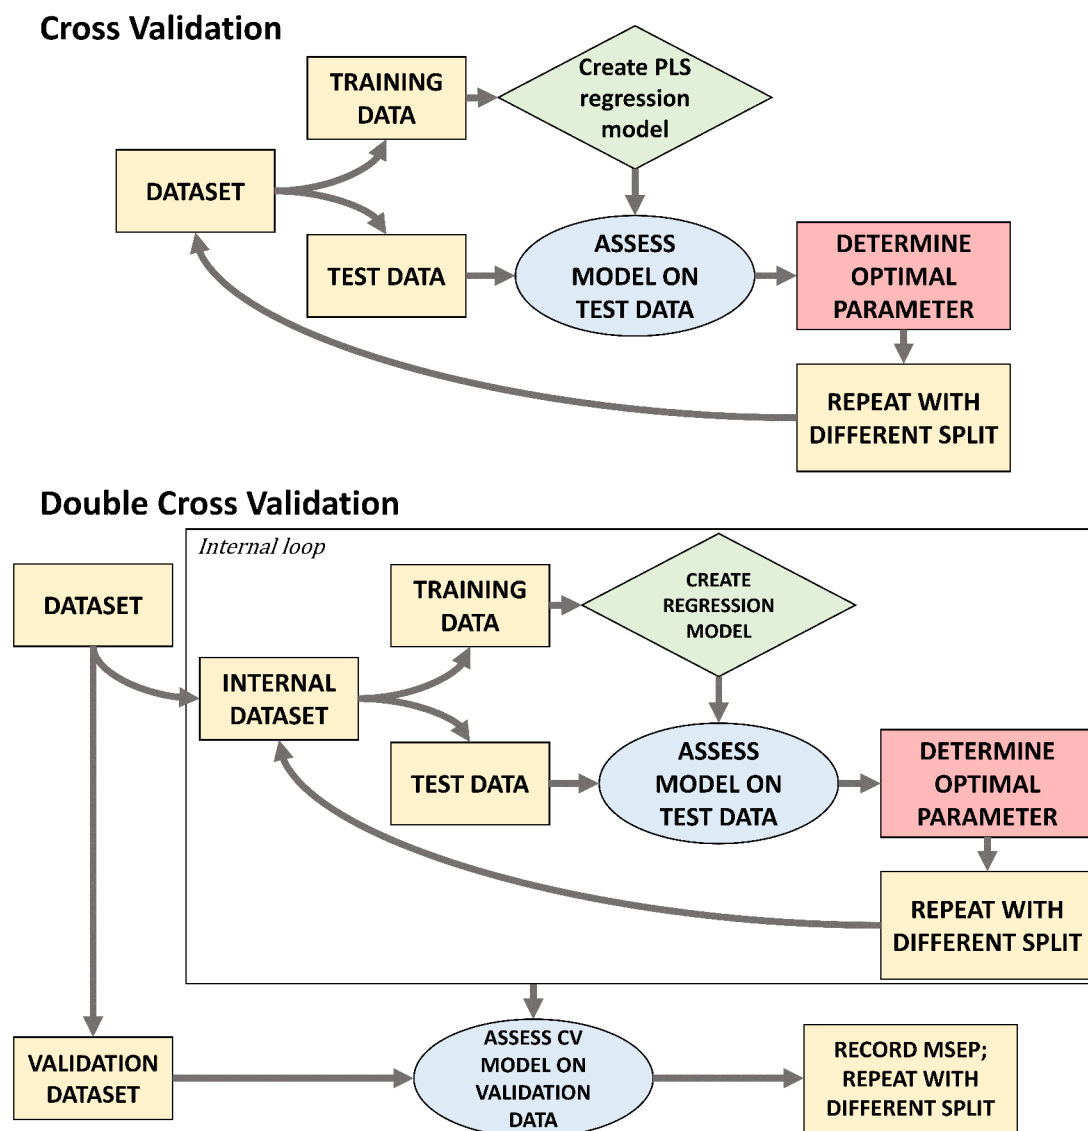 Cross Validation
TRAINING
DATA
Create PLS
regression
model
DATASET
TEST DATA
ASSESS
MODEL ON
TEST DATA
DETERMINE
OPTIMAL
PARAMETER
REPEAT WITH
DIFFERENT SPLIT
Double Cross Validation
Internal loop
DATASET
TRAINING
DATA
CREATE
REGRESSION
MODEL
INTERNAL
DATASET
TEST DATA
ASSESS
MODEL ON
TEST DATA
DETERMINE
OPTIMAL
PARAMETER
REPEAT WITH
DIFFERENT SPLIT
VALIDATION
DATASET
ASSESS CV
MODEL ON
VALIDATION
DATA
RECORD MSEP;
REPEAT WITH
DIFFERENT SPLIT